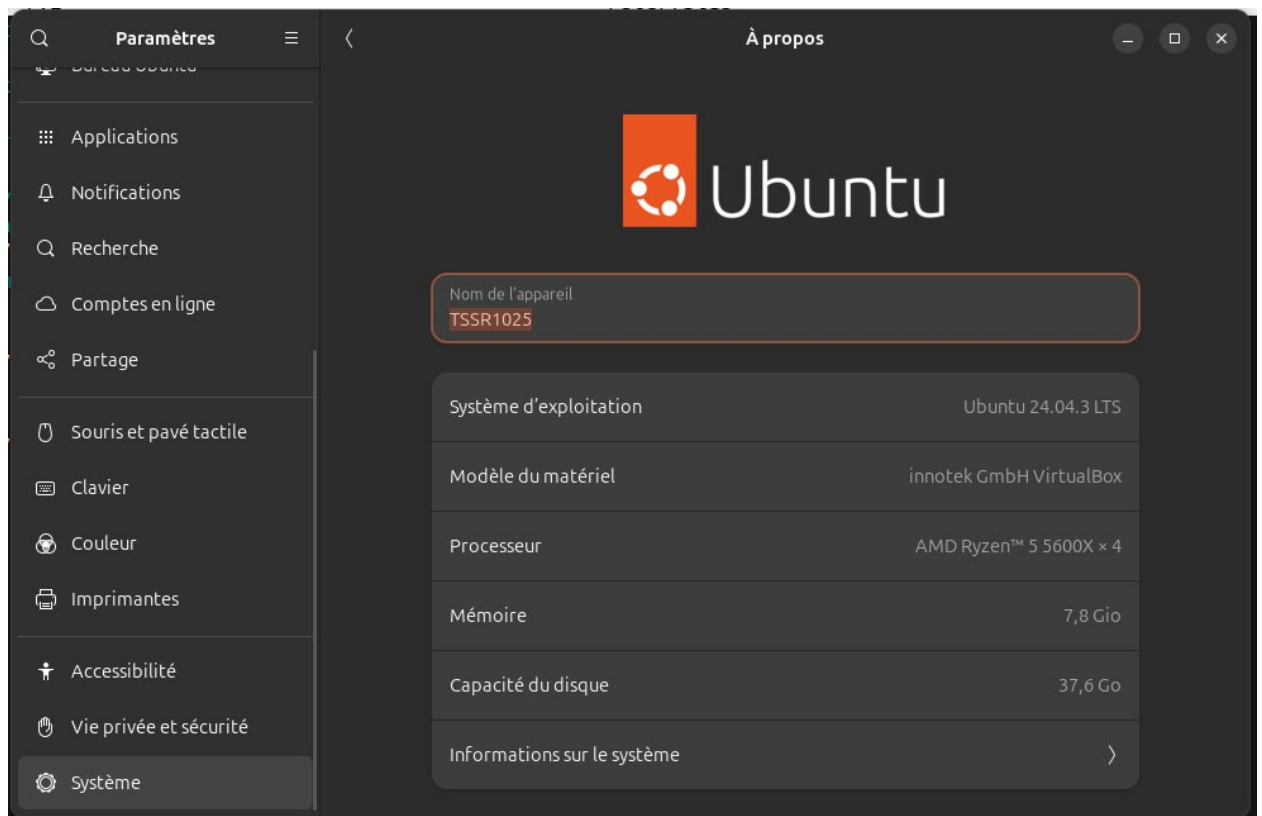 Paramètres
À propos
Bureau Ubuntu
Applications
Notifications
Recherche
Comptes en ligne
Partage
Souris et pavé tactile
Clavier
Couleur
Imprimantes
Accessibilité
Vie privée et sécurité
Système
Ubuntu
Nom de l'appareil
TSSR1025
Système d'exploitation Ubuntu 24.04.3 LTS
Modèle du matériel innotek GmbH VirtualBox
Processeur AMD Ryzen™ 5 5600X × 4
Mémoire 7,8 Gio
Capacité du disque 37,6 Go
Informations sur le système